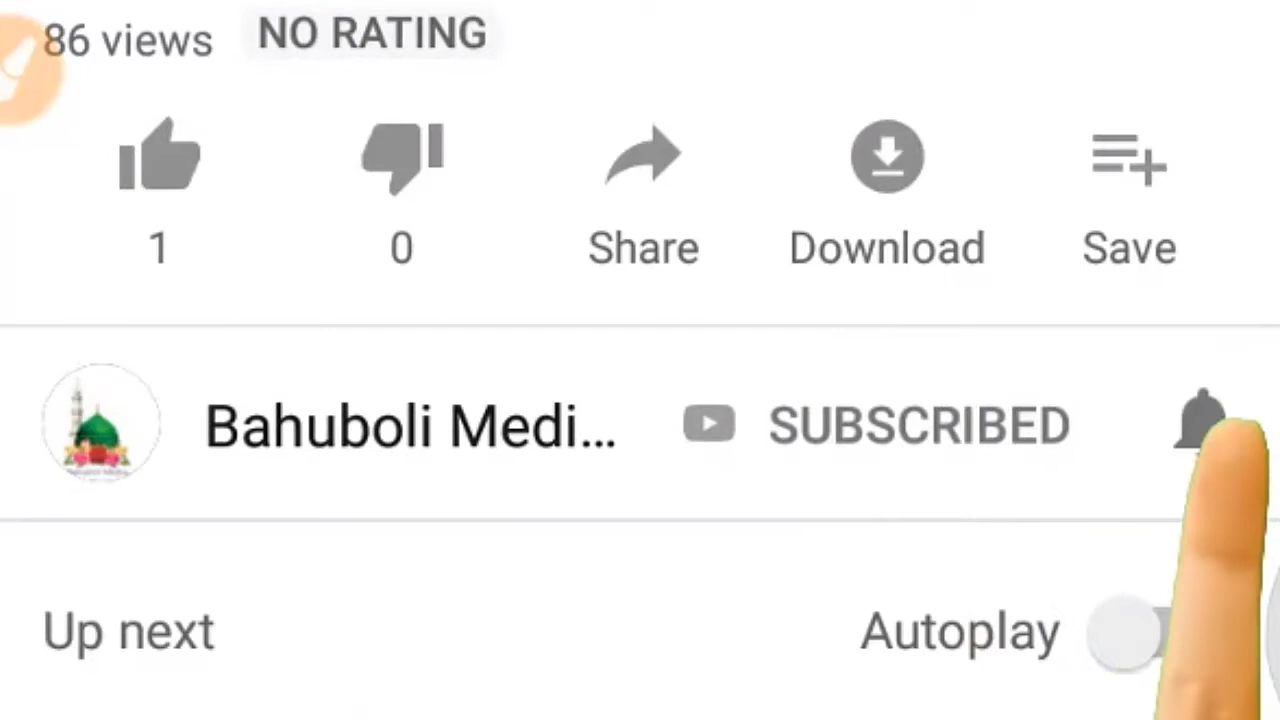 86 views NO RATING
1 0 Share Download Save
Bahuboli Medi... SUBSCRIBED
Up next Autoplay